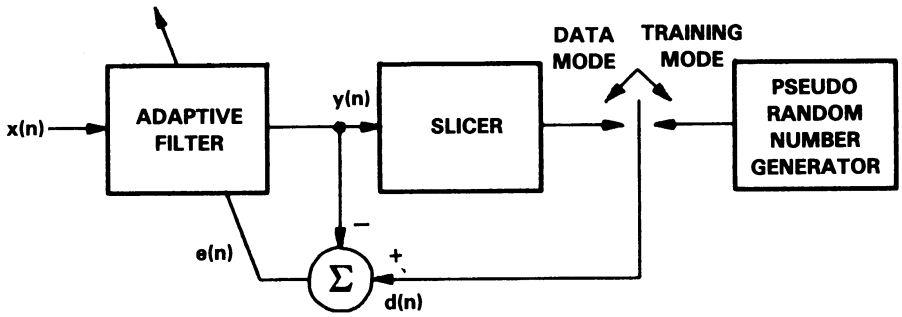 DATA
MODE
TRAINING
MODE
x(n)
ADAPTIVE
FILTER
y(n)
SLICER
PSEUDO
RANDOM
NUMBER
GENERATOR
−
e(n)
Σ
+
d(n)